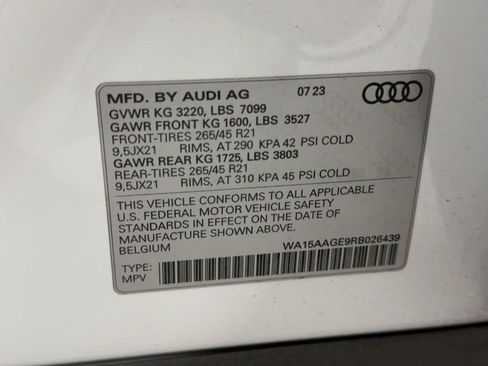 MFD. BY AUDI AG 07 23
GVWR KG 3220, LBS 7099
GAWR FRONT KG 1600, LBS 3527
FRONT-TIRES 265/45 R21
9,5JX21 RIMS, AT 290 KPA 42 PSI COLD
GAWR REAR KG 1725, LBS 3803
REAR-TIRES 265/45 R21
9,5JX21 RIMS, AT 310 KPA 45 PSI COLD
THIS VEHICLE CONFORMS TO ALL APPLICABLE
U.S. FEDERAL MOTOR VEHICLE SAFETY
STANDARDS IN EFFECT ON THE DATE OF
MANUFACTURE SHOWN ABOVE.
BELGIUM WA15AAGE9RB026439
TYPE:
MPV